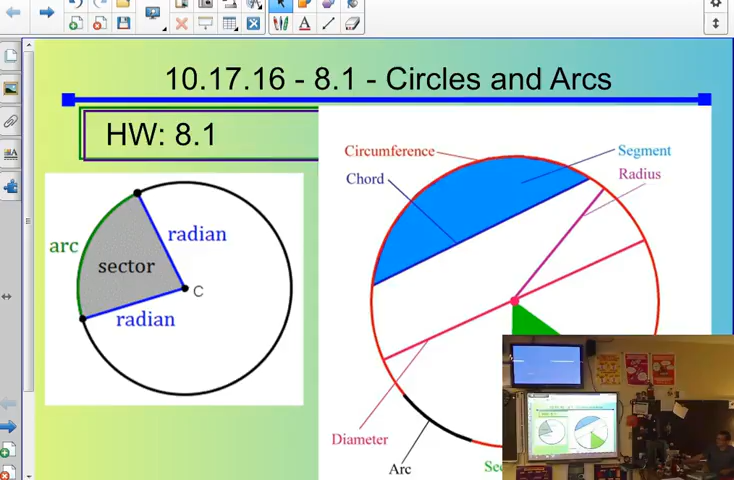 10.17.16 - 8.1 - Circles and Arcs
HW: 8.1
arc
radian
sector
C
radian
Circumference
Segment
Chord
Radius
Diameter
Arc